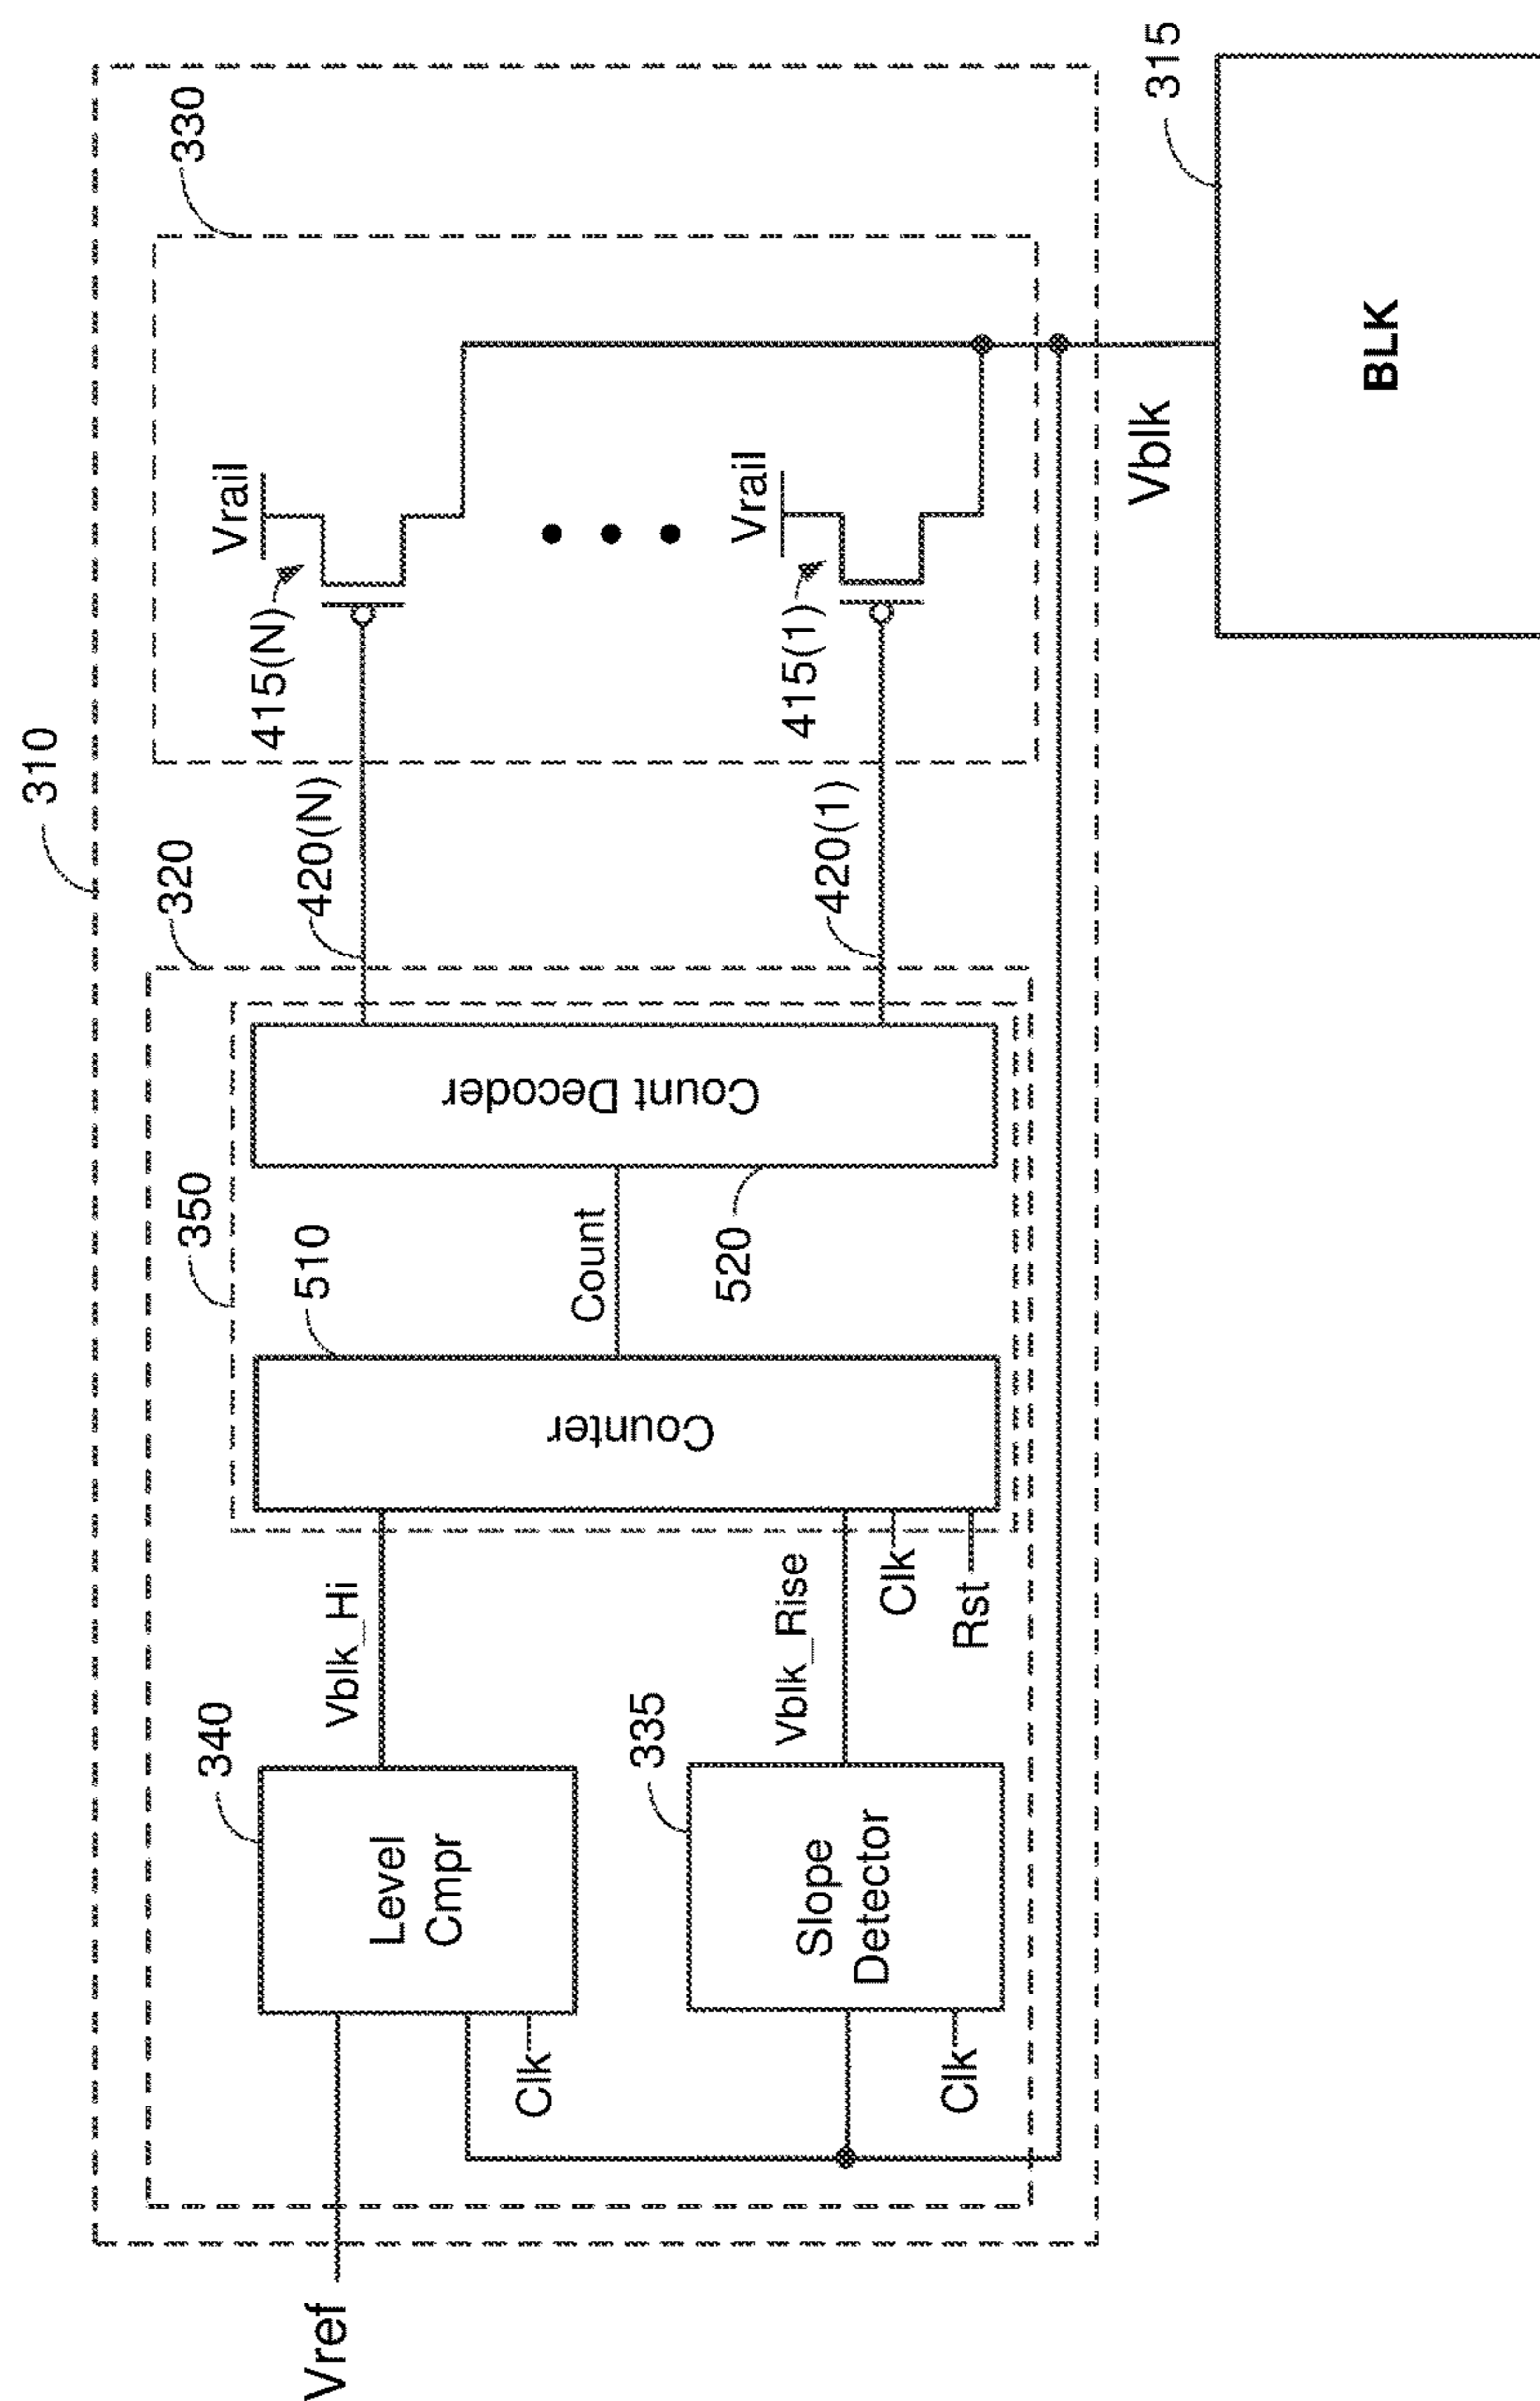 310
330
320
Vrail
415(N)
420(N)
350
510
340
Vblk_Hi
Level
Cmpr
Vref
Clk
Count
Counter
Count Decoder
520
Vrail
415(1)
420(1)
335
Vblk_Rise
Slope
Detector
Clk
Clk
Rst
315
Vblk
BLK